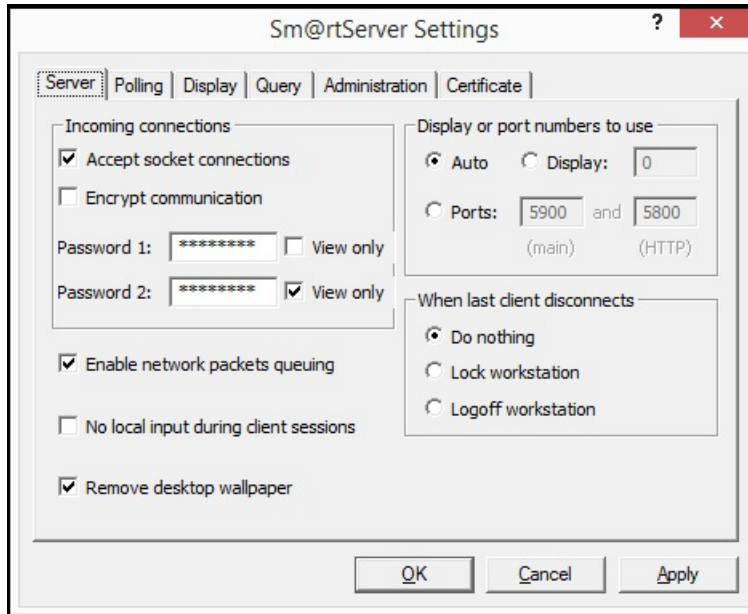 Sm@rtServer Settings
? ×
Server Polling Display Query Administration Certificate
Incoming connections
Accept socket connections
Encrypt communication
Password 1: ******** View only
Password 2: ******** View only
Enable network packets queuing
No local input during client sessions
Remove desktop wallpaper
Display or port numbers to use
Auto Display: 0
Ports: 5900 and 5800
(main) (HTTP)
When last client disconnects
Do nothing
Lock workstation
Logoff workstation
OK Cancel Apply